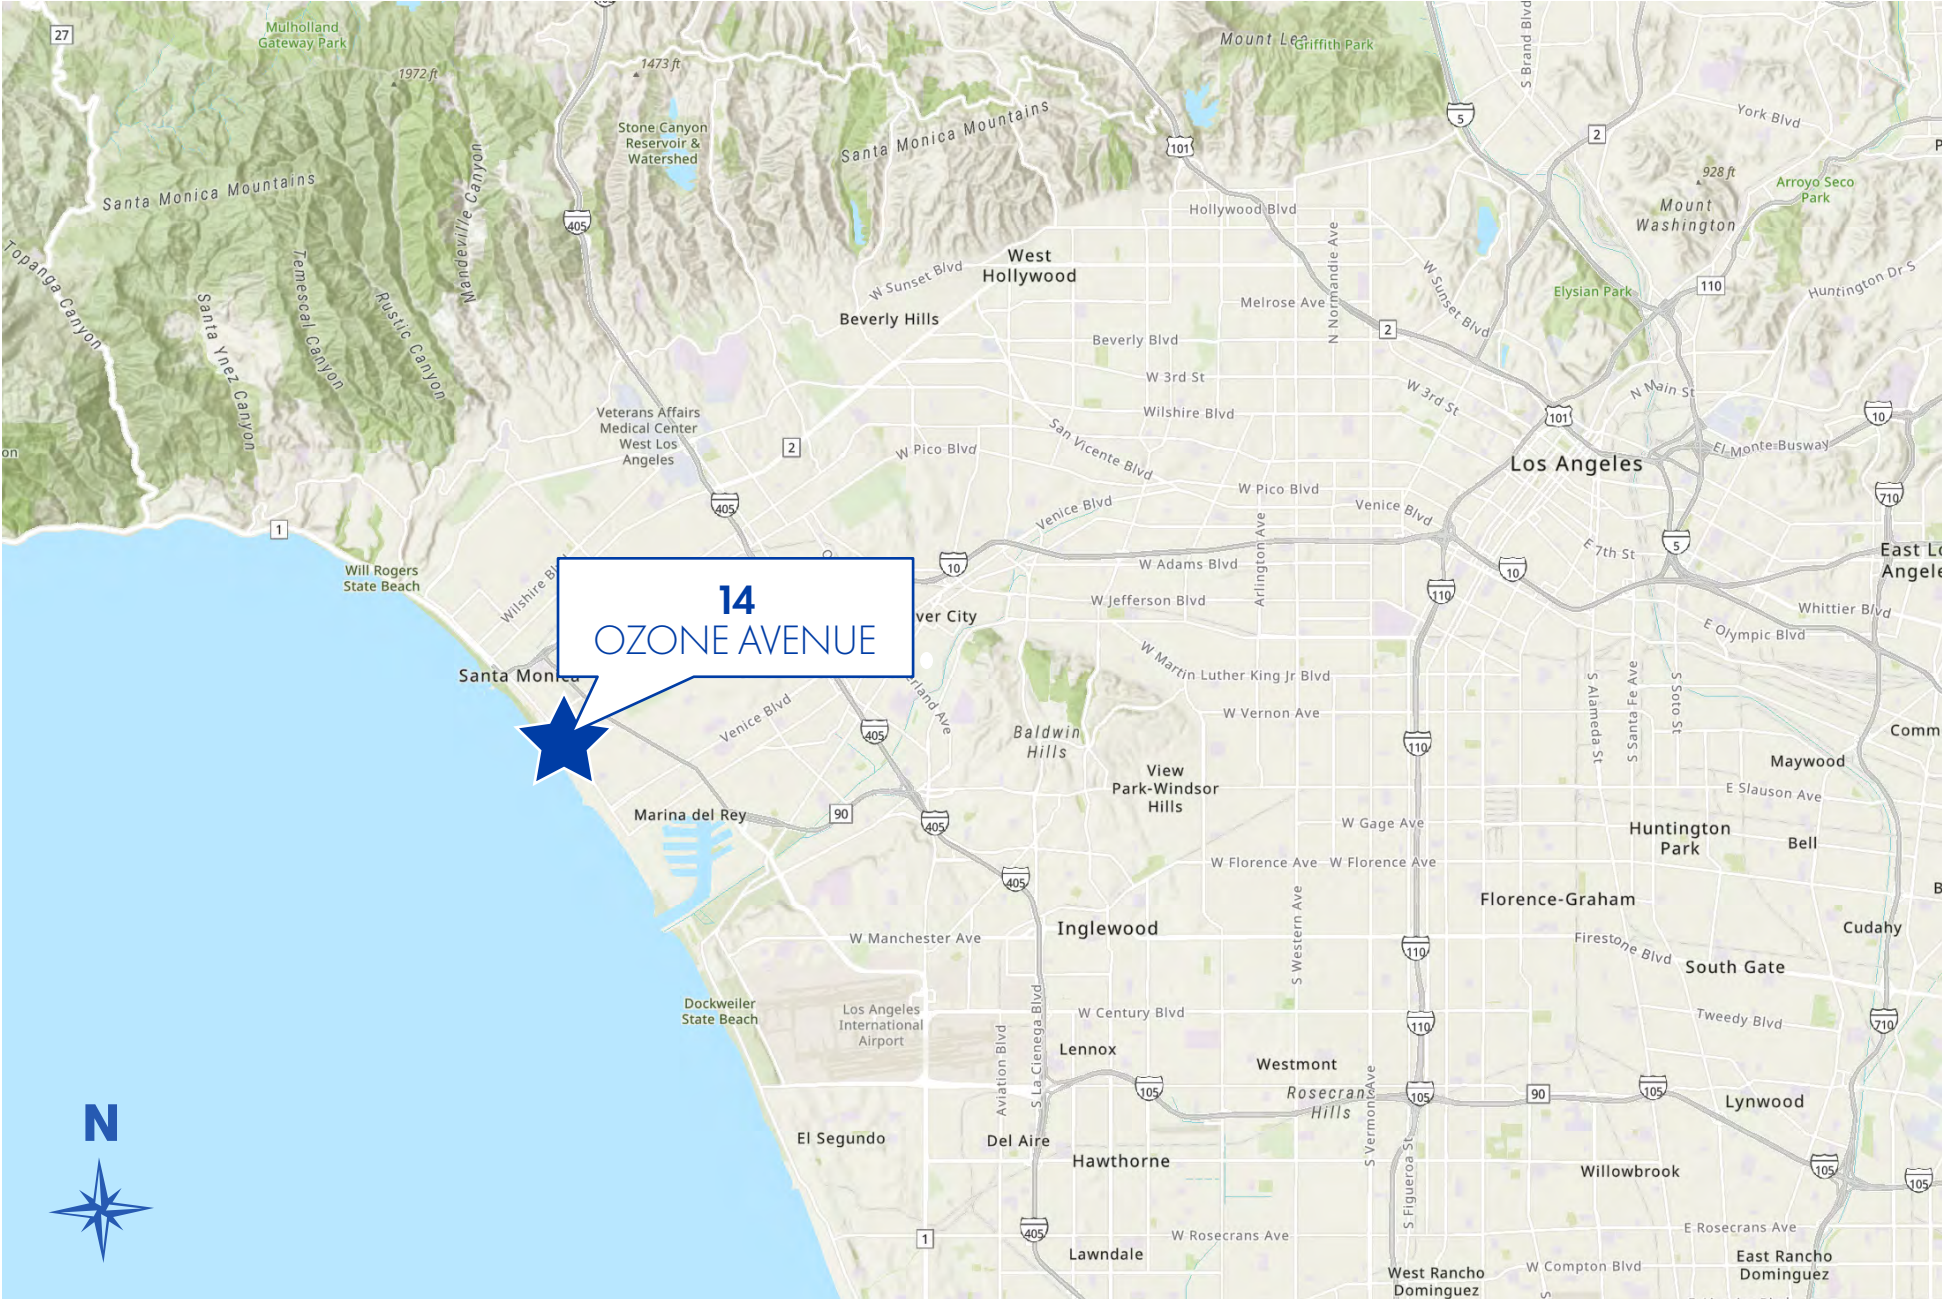 27
Mulholland
Gateway Park
1972 ft
1473 ft
Mount Lee
Griffith Park
S Brand Blvd
5
2
York Blvd
Stone Canyon
Reservoir &
Watershed
Santa Monica Mountains
101
928 ft
Arroyo Seco
Park
Mount
Washington
Santa Monica Mountains
Mandeville Canyon
405
Hollywood Blvd
N Normandie Ave
West
Hollywood
W Sunset Blvd
W Sunset Blvd
Topanga Canyon
Santa Ynez Canyon
Temescal Canyon
Rustic Canyon
Elysian Park
110
Huntington Dr S
Melrose Ave
Beverly Hills
2
Beverly Blvd
W 3rd St
W 3rd St
N Main St
Veterans Affairs
Medical Center
West Los
Angeles
Wilshire Blvd
101
10
El Monte Busway
on
2
W Pico Blvd
San Vicente Blvd
Los Angeles
W Pico Blvd
710
405
Venice Blvd
Venice Blvd
1
Arlington Ave
E 7th St
5
East Lo
Angele
Will Rogers
State Beach
Wilshire Bl
10
W Adams Blvd
10
110
14
OZONE AVENUE
W Jefferson Blvd
Whittier Blvd
ver City
E Olympic Blvd
Santa Monica
W Martin Luther King Jr Blvd
S Alameda St
S Santa Fe Ave
S Soto St
erland Ave
Venice Blvd
W Vernon Ave
405
Baldwin
Hills
110
Comm
View
Park-Windsor
Hills
Maywood
E Slauson Ave
Marina del Rey
90
405
W Gage Ave
Huntington
Park
Bell
W Florence Ave
W Florence Ave
405
S Western Ave
Florence-Graham
Inglewood
Cudahy
W Manchester Ave
110
Firestone Blvd
South Gate
Dockweiler
State Beach
Los Angeles
International
Airport
S La Cienega Blvd
Aviation Blvd
W Century Blvd
110
Tweedy Blvd
710
Lennox
Westmont
105
Rosecrans
Hills
S Vermont Ave
105
90
105
Lynwood
N
El Segundo
Del Aire
Hawthorne
S Figueroa St
Willowbrook
105
105
1
405
W Rosecrans Ave
E Rosecrans Ave
Lawndale
West Rancho
Dominguez
W Compton Blvd
East Rancho
Dominguez